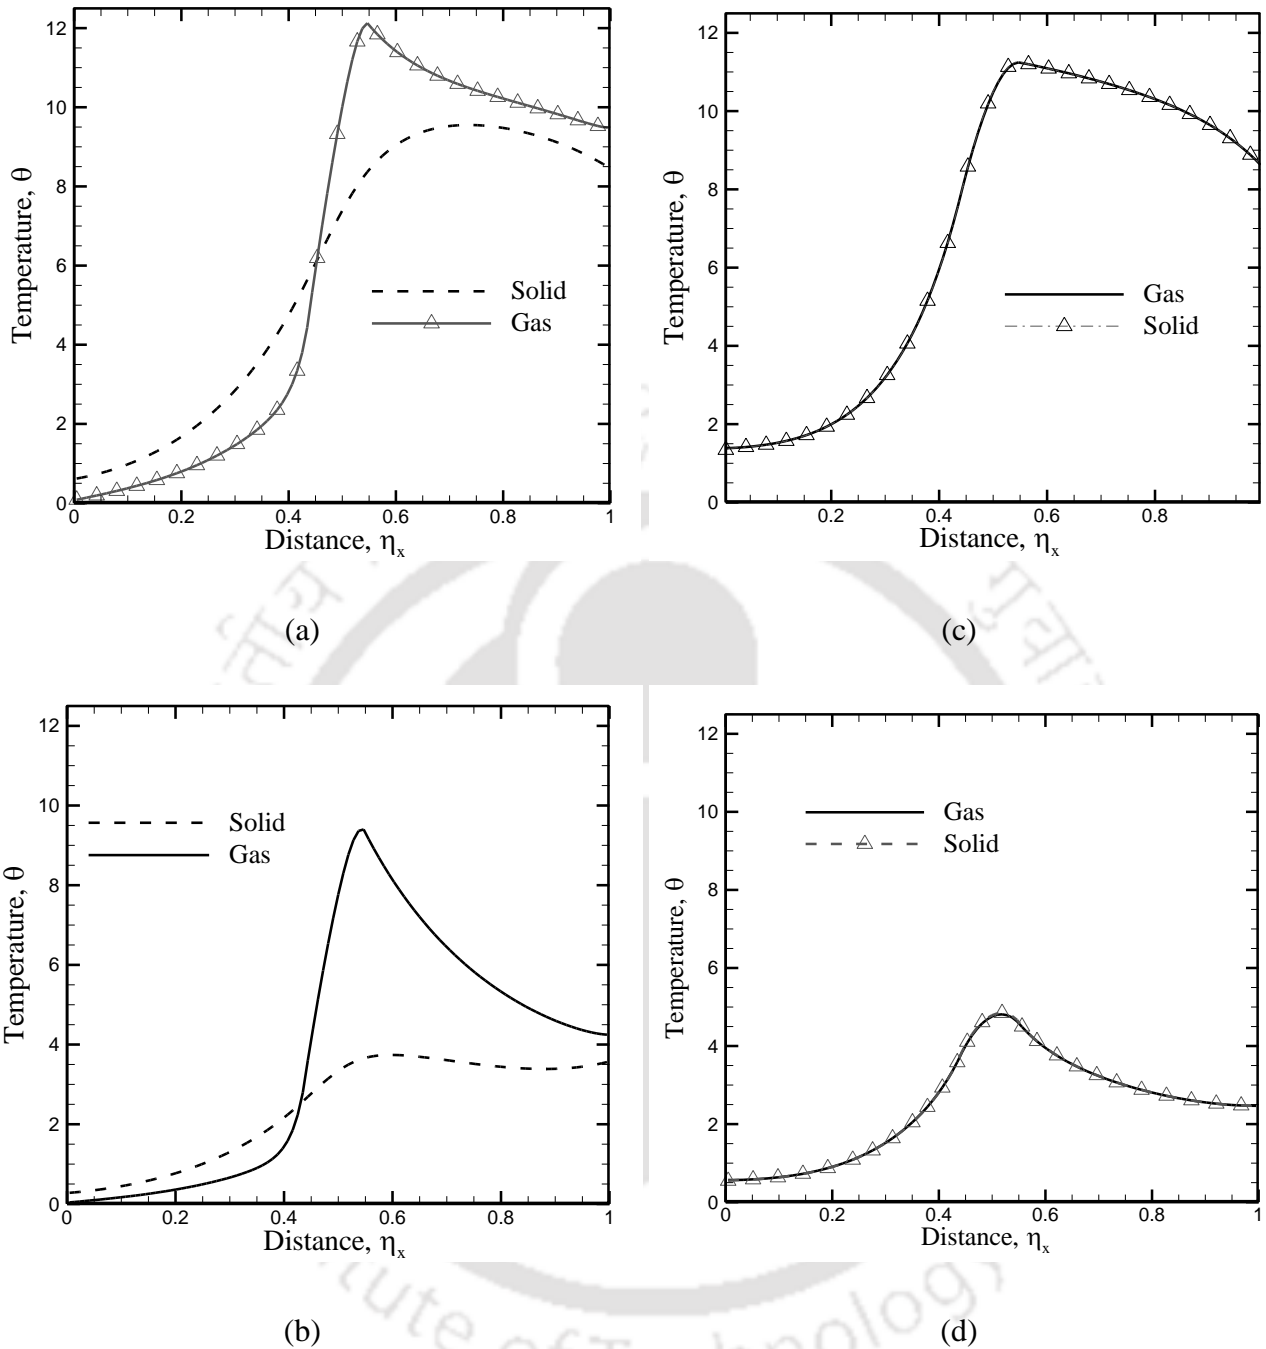 12
10
8
6
4
2
0
Temperature, θ
Solid
Gas
0 0.2 0.4 0.6 0.8 1
Distance, ηx
(a)
12
10
8
6
4
2
0
Temperature, θ
Gas
Solid
0.2 0.4 0.6 0.8
Distance, ηx
(c)
12
10
8
6
4
2
0
Temperature, θ
Solid
Gas
0 0.2 0.4 0.6 0.8 1
Distance, ηx
(b)
12
10
8
6
4
2
0
Temperature, θ
Gas
Solid
0 0.2 0.4 0.6 0.8 1
Distance, ηx
(d)
tute of Technology